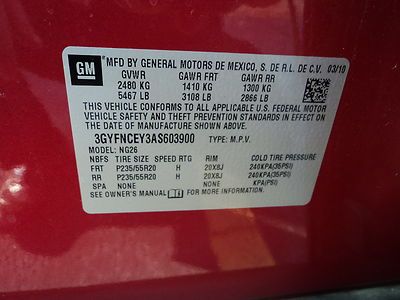 GM
MFD BY GENERAL MOTORS DE MEXICO, S. DE R.L. DE C.V. 03/10
GVWR GAWR FRT GAWR RR
2480 KG 1410 KG 1300 KG
5467 LB 3108 LB 2866 LB
THIS VEHICLE CONFORMS TO ALL APPLICABLE U.S. FEDERAL MOTOR
VEHICLE SAFETY AND THEFT PREVENTION STANDARDS IN EFFECT ON
THE DATE OF MANUFACTURE SHOWN ABOVE.
3GYFNCEY3AS603900 TYPE: M.P.V.
MODEL: NG26
NBFS TIRE SIZE SPEED RTG RIM COLD TIRE PRESSURE
FRT P235/55R20 H 20X8J 240KPA(35PSI)
RR P235/55R20 H 20X8J 240KPA(35PSI)
SPA NONE KPA(PSI)
SEE OWNER'S MANUAL FOR MORE INFORMATION.